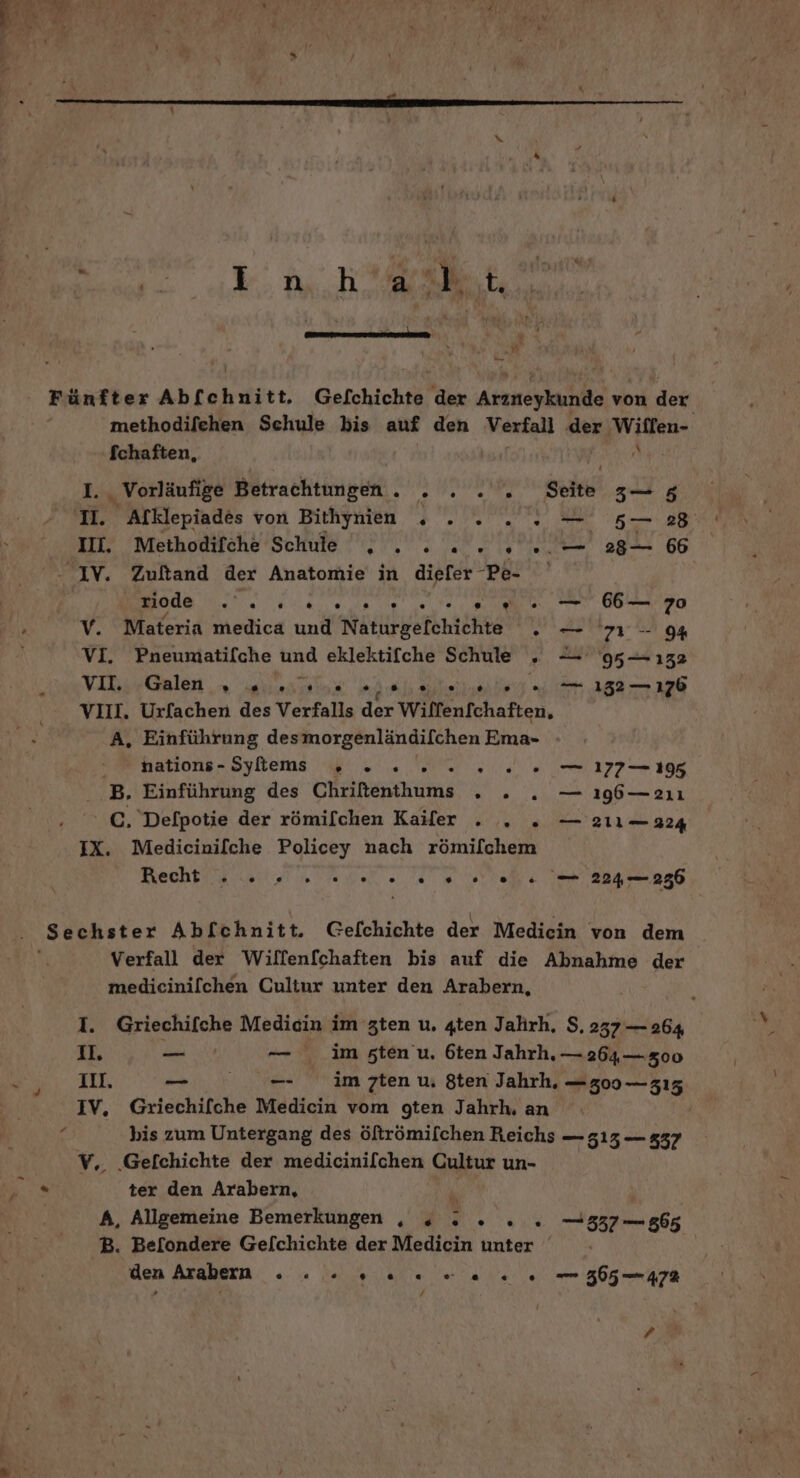 Inhalt.
Fünfter Abſchnitt. Geſchichte der Arzneykunde von der
methodiſchen Schule bis auf den Verfall der Wiſſen-
ſchaften.
I. Vorläufige Betrachtungen . . . . . Seite 3— 5
II. Aſklepiades von Bithynien . . . . . — 5— 28
III. Methodiſche Schule . . . . . . . . — 28— 66
IV. Zuſtand der Anatomie in dieſer Pe-
riode . . . . . . . . . . . — 66— 70
V. Materia medica und Naturgeſchichte . — 71 -- 94
VI. Pneumatiſche und eklektiſche Schule . — 95—132
VII. Galen . . . . . . . . . . . . — 132—176
VIII. Urſachen des Verfalls der Wiſſenſchaften,
A. Einführung des morgenländiſchen Ema-
nations-Syſtems . . . . . . . . — 177—195
B. Einführung des Chriſtenthums . . . — 196—211
C. Deſpotie der römiſchen Kaiſer . . . — 211—224
IX. Mediciniſche Policey nach römiſchem
Recht . . . . . . . . . . . . — 224—236
Sechster Abſchnitt. Geſchichte der Medicin von dem
Verfall der Wiſſenſchaften bis auf die Abnahme der
mediciniſchen Cultur unter den Arabern,
I. Griechiſche Medicin im 3ten u. 4ten Jahrh. S. 237—264
II. — — im 5ten u. 6ten Jahrh. — 264—300
III. — —- im 7ten u. 8ten Jahrh. — 300—313
IV. Griechiſche Medicin vom 9ten Jahrh. an
bis zum Untergang des öſtrömiſchen Reichs — 313—337
V. Geſchichte der mediciniſchen Cultur un-
ter den Arabern,
A. Allgemeine Bemerkungen . . . . . . — 337—365
B. Beſondere Geſchichte der Medicin unter
den Arabern . . . . . . . . . . . — 365—472